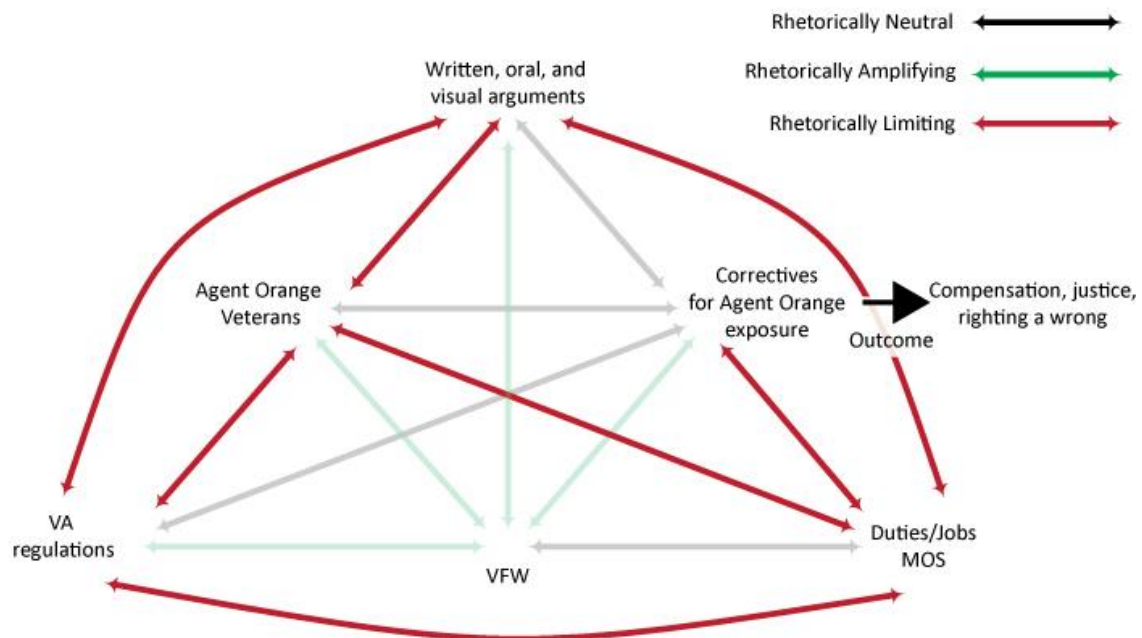 Rhetorically Neutral
Rhetorically Amplifying
Rhetorically Limiting
Written, oral, and
visual arguments
Agent Orange
Veterans
Correctives
for Agent Orange
exposure
Outcome
Compensation, justice,
righting a wrong
VA
regulations
VFW
Duties/Jobs
MOS